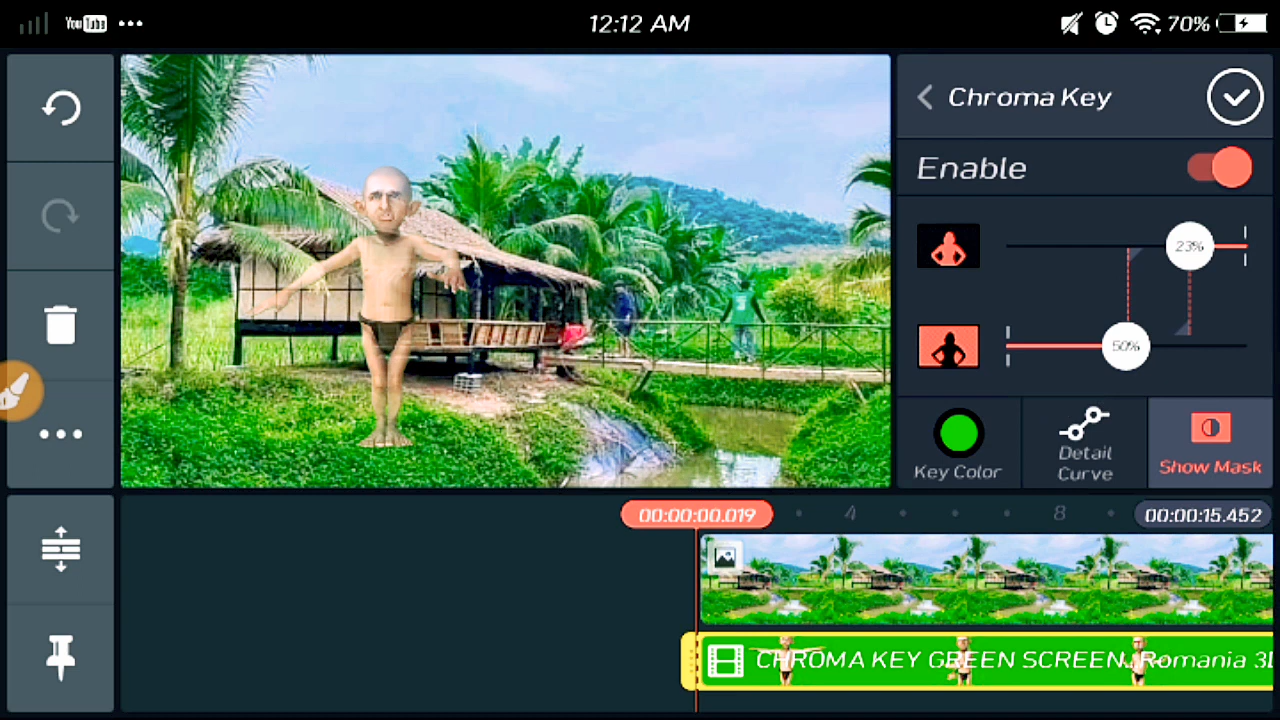 YouTube
12:12 AM
70%
Chroma Key
Enable
23%
50%
Key Color
Detail
Curve
Show Mask
00:00:00.019
4
8
00:00:15.452
CHROMA KEY GREEN SCREEN, Romania 3D